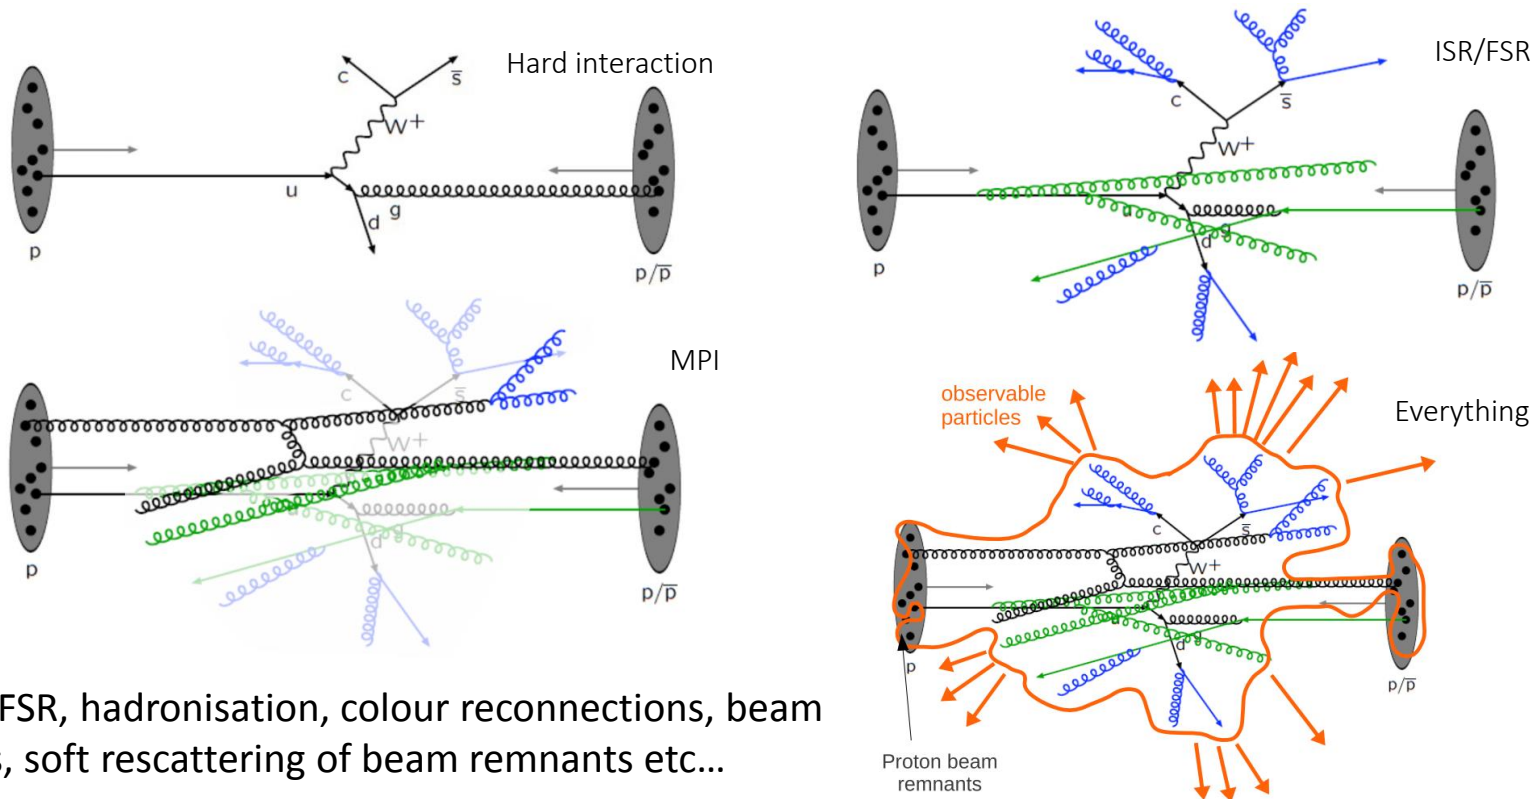 Hard interaction
c
s̅
W+
u
d
g
p
p/p̅
ISR/FSR
c
s̅
W+
u
d
g
p
p/p̅
MPI
c
s̅
W+
u
d
g
p
p/p̅
Everything
observable
particles
c
s̅
W+
u
d
g
p
p/p̅
Proton beam
remnants
FSR, hadronisation, colour reconnections, beam
s, soft rescattering of beam remnants etc…